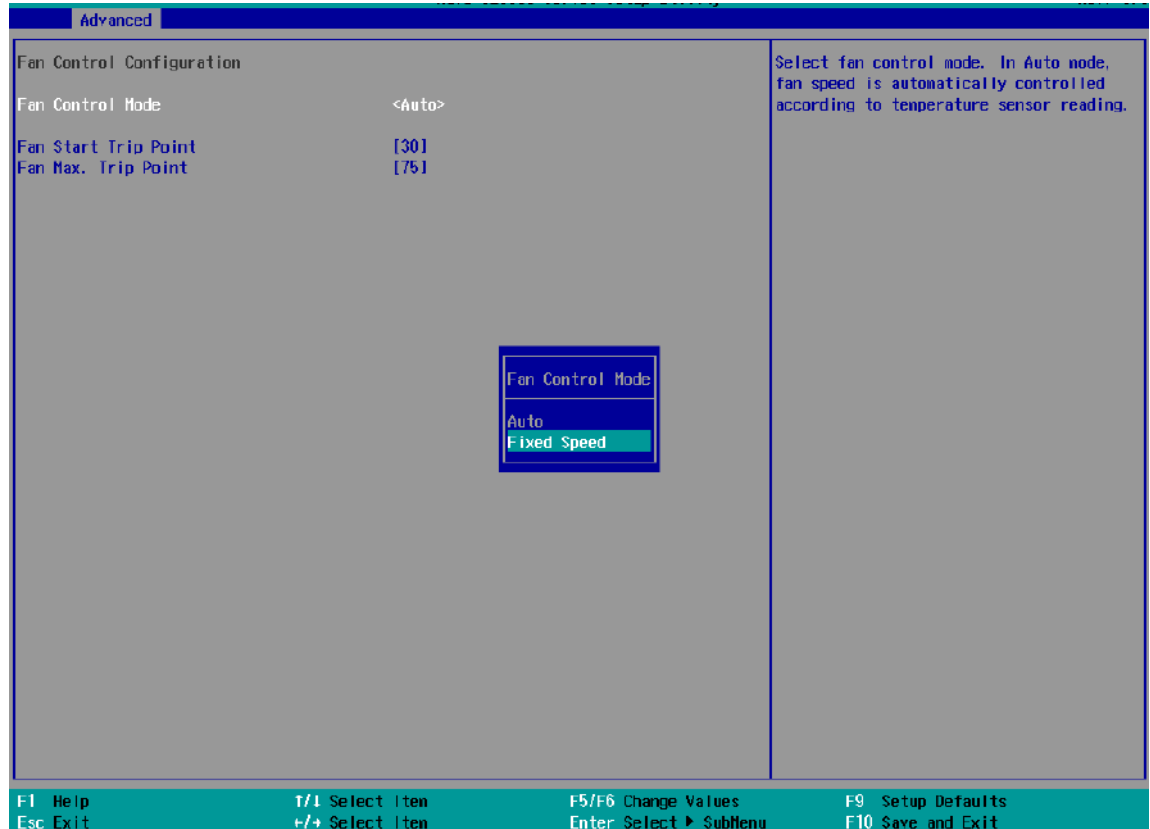 Advanced
Fan Control Configuration
Fan Control Mode <Auto>
Fan Start Trip Point [30]
Fan Max. Trip Point [75]
Select fan control mode. In Auto mode,
fan speed is automatically controlled
according to temperature sensor reading.
Fan Control Mode
Auto
Fixed Speed
F1 Help ↑/↓ Select Item F5/F6 Change Values F9 Setup Defaults
Esc Exit ←/→ Select Item Enter Select ▶ SubMenu F10 Save and Exit